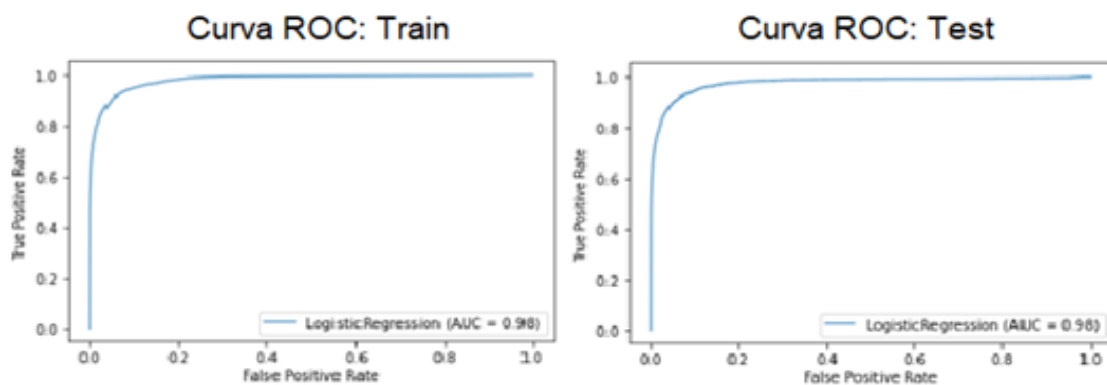 Curva ROC: Train
1.0
0.8
0.6
0.4
0.2
0.0
True Positive Rate
LogisticRegression (AUC = 0.98)
0.0 0.2 0.4 0.6 0.8 1.0
False Positive Rate
Curva ROC: Test
1.0
0.8
0.6
0.4
0.2
0.0
True Positive Rate
LogisticRegression (AUC = 0.98)
0.0 0.2 0.4 0.6 0.8 1.0
False Positive Rate